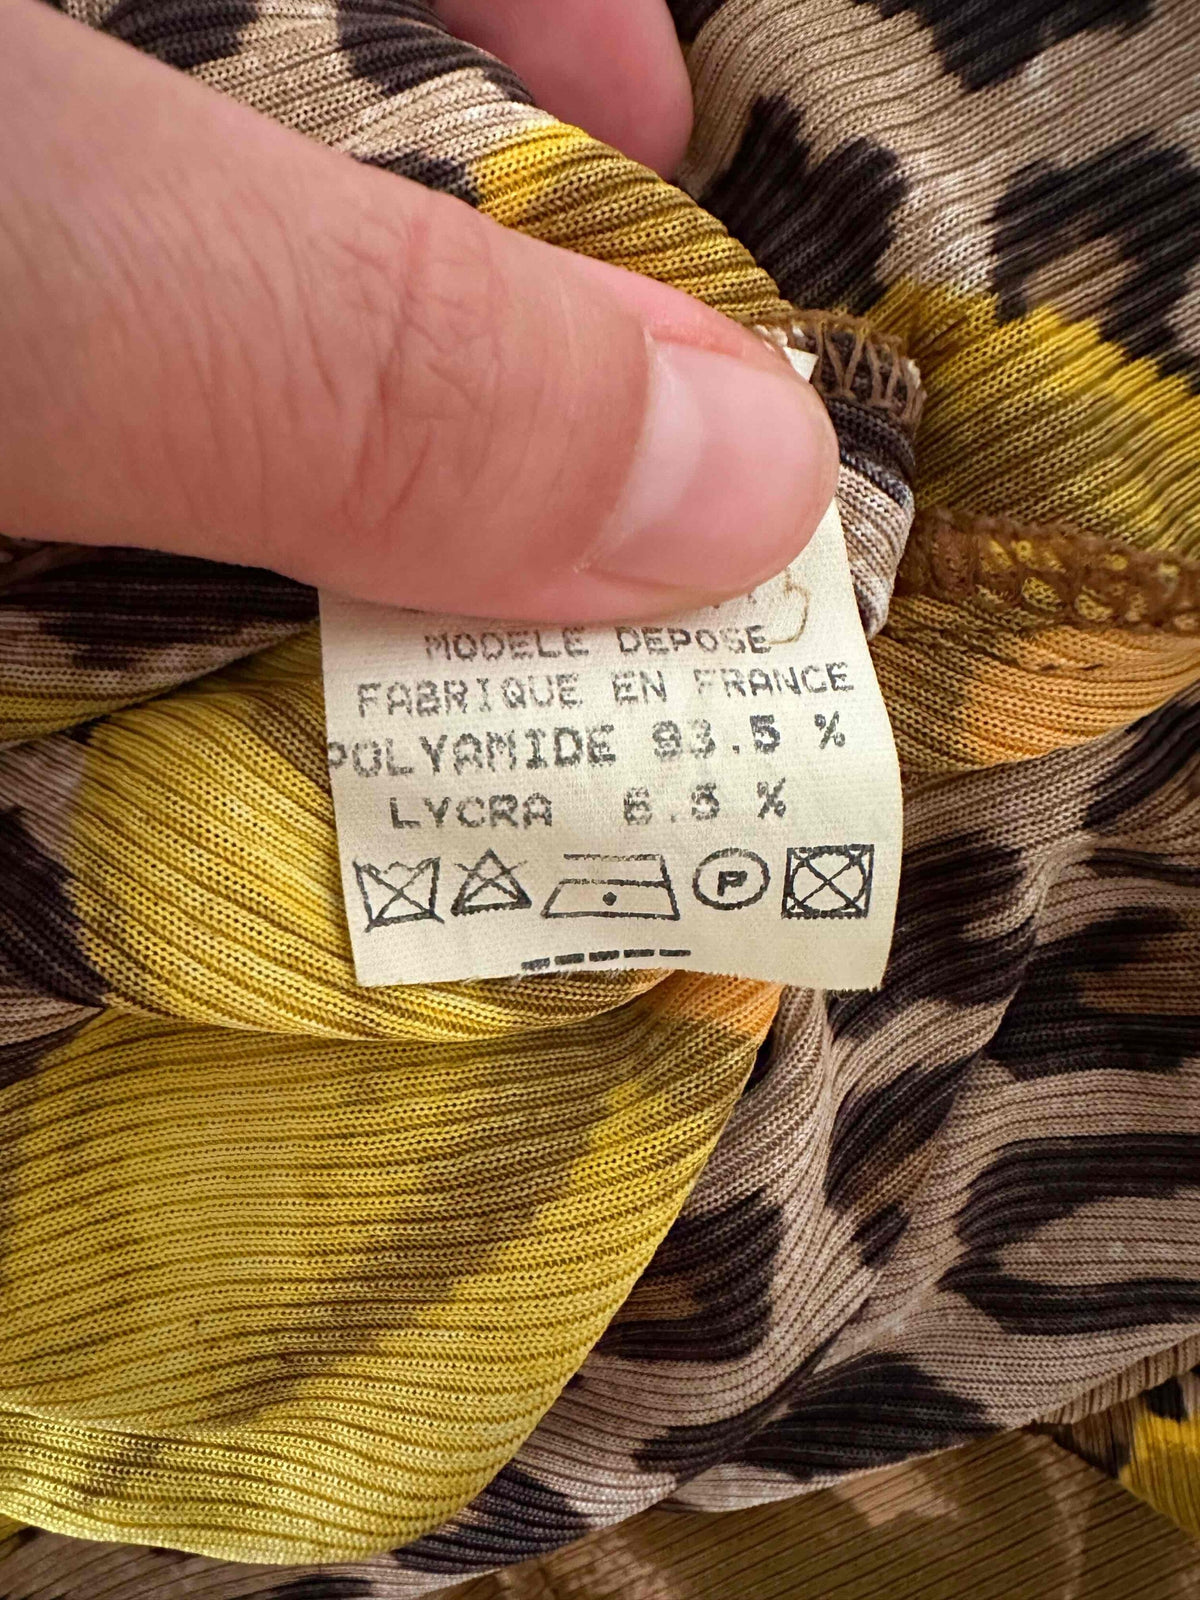 MODELE DEPOSE
FABRIQUE EN FRANCE
POLYAMIDE 93.5 %
LYCRA 6.5 %
P